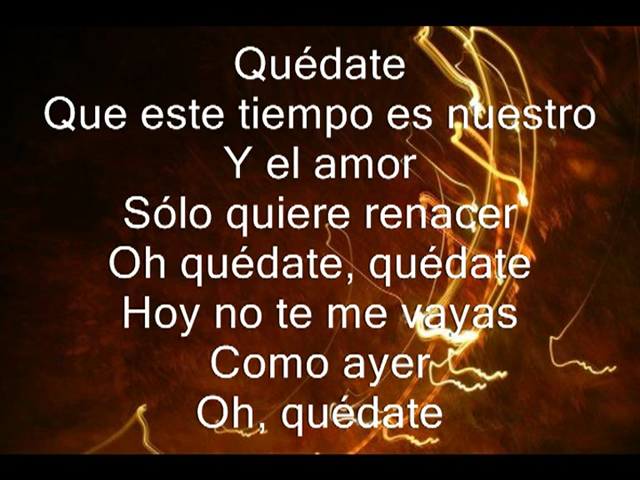 Quédate
Que este tiempo es nuestro
Y el amor
Sólo quiere renacer
Oh quédate, quédate
Hoy no te me vayas
Como ayer
Oh, quédate